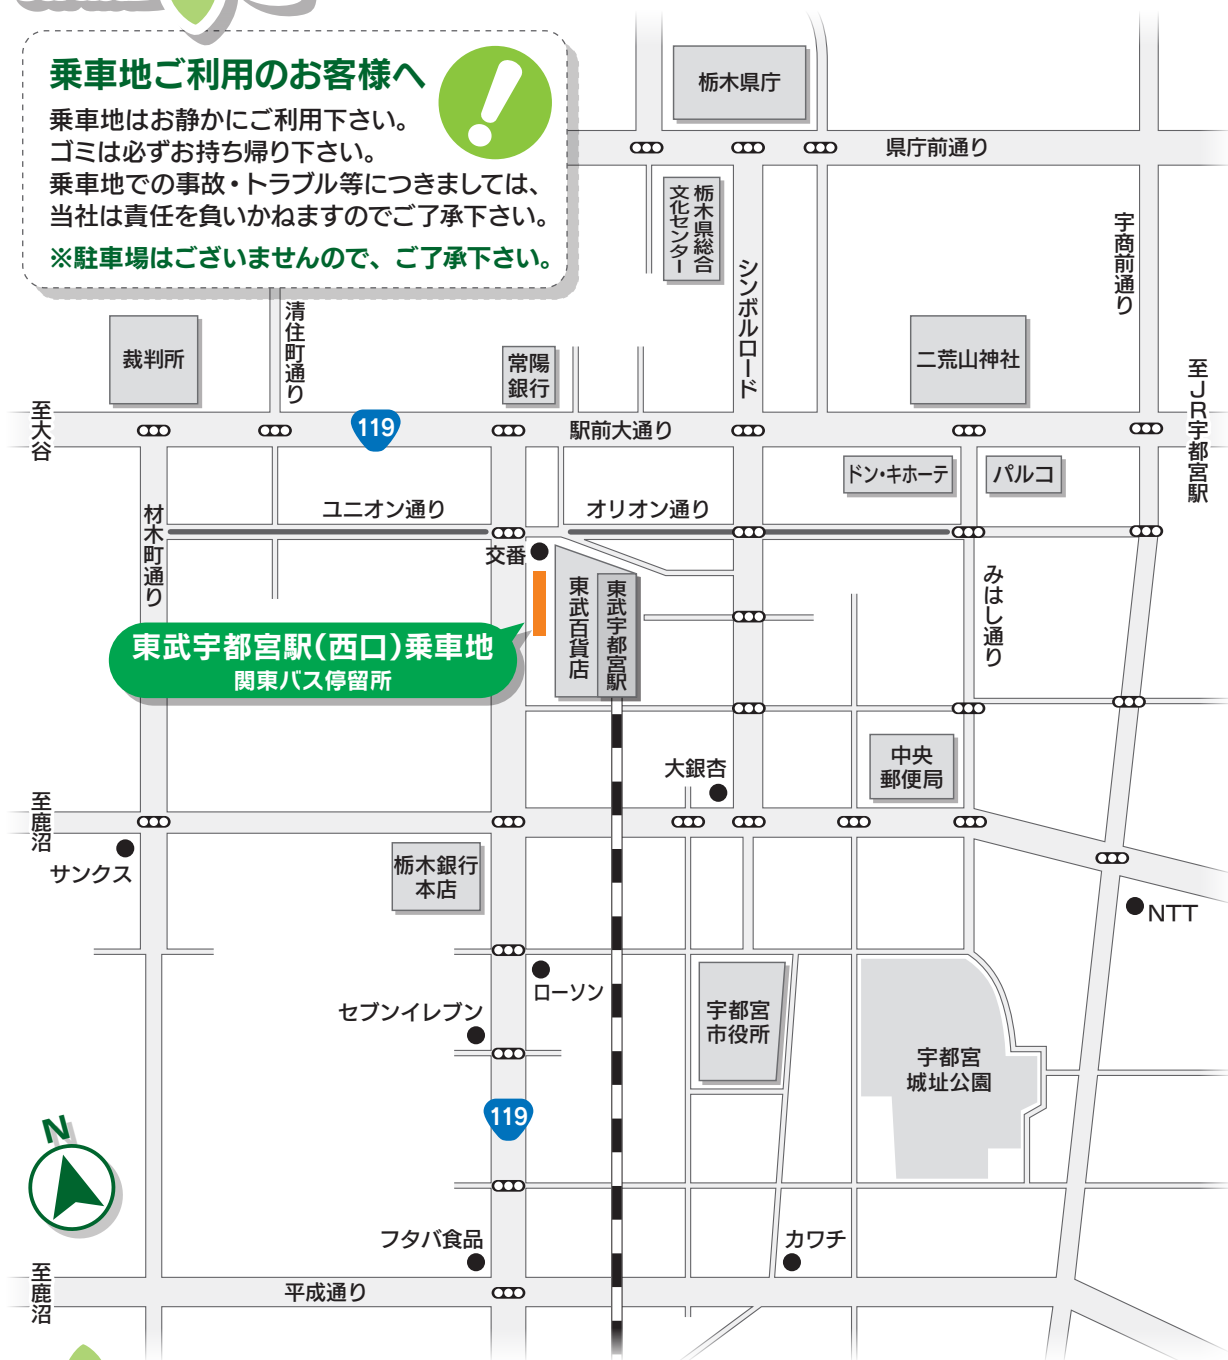 乗車地ご利用のお客様へ
乗車地はお静かにご利用下さい。
ゴミは必ずお持ち帰り下さい。
乗車地での事故・トラブル等につきましては、
当社は責任を負いかねますのでご了承下さい。
※駐車場はございませんので、ご了承下さい。
栃木県庁
県庁前通り
栃木県総合
文化センター
シンボルロード
宇商前通り
清住町通り
裁判所
常陽
銀行
二荒山神社
至JR宇都宮駅
至大谷
119
駅前大通り
ドン・キホーテ
パルコ
ユニオン通り
オリオン通り
材木町通り
交番
東武百貨店
東武宇都宮駅
みはし通り
東武宇都宮駅(西口)乗車地
関東バス停留所
中央
郵便局
大銀杏
至鹿沼
サンクス
栃木銀行
本店
NTT
ローソン
セブンイレブン
宇都宮
市役所
宇都宮
城址公園
119
N
フタバ食品
カワチ
至鹿沼
平成通り